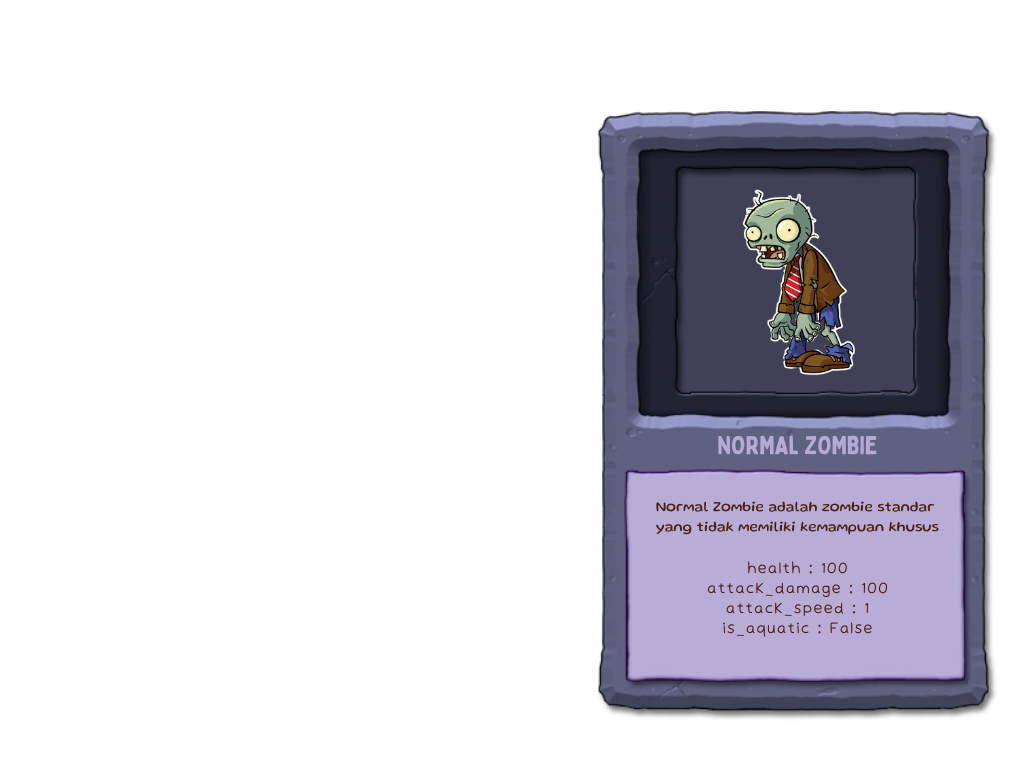 NORMAL ZOMBIE
Normal Zombie adalah zombie standar
yang tidak memiliki kemampuan khusus
health : 100
attack_damage : 100
attack_speed : 1
is_aquatic : False